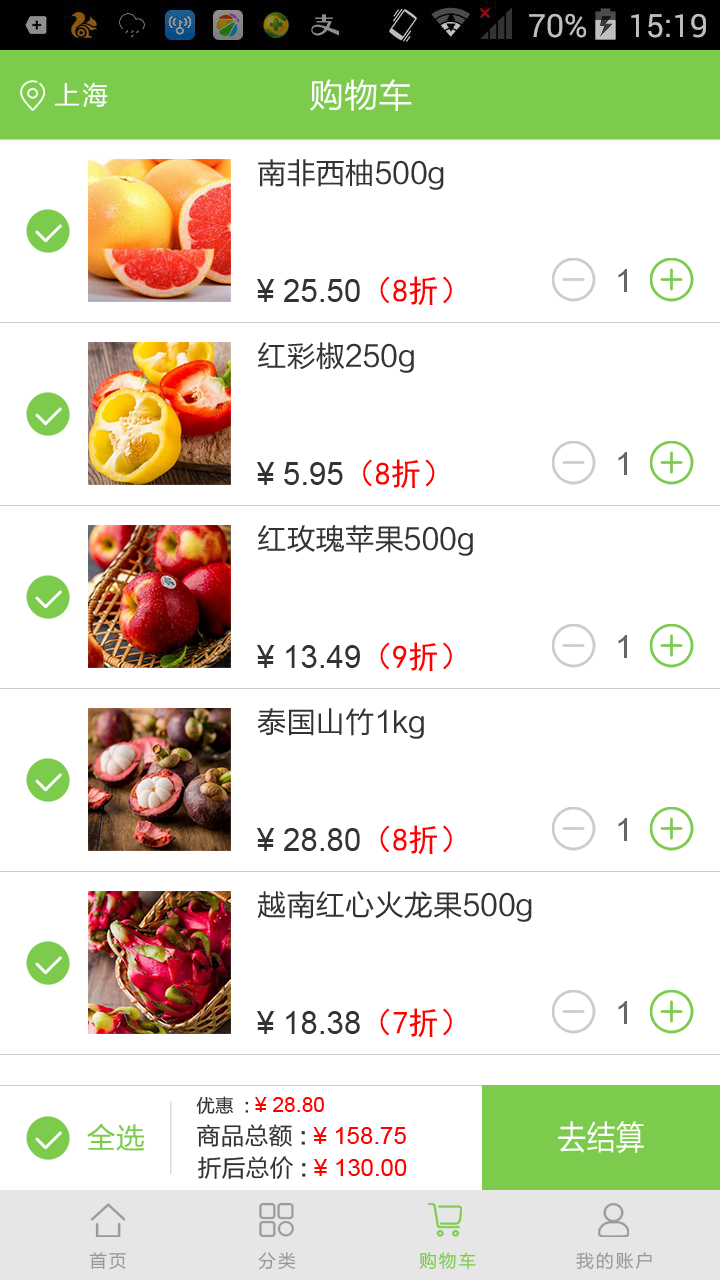 70% 15:19
上海 购物车
南非西柚500g
¥ 25.50（8折） 1
红彩椒250g
¥ 5.95（8折） 1
红玫瑰苹果500g
¥ 13.49（9折） 1
泰国山竹1kg
¥ 28.80（8折） 1
越南红心火龙果500g
¥ 18.38（7折） 1
全选
优惠 : ¥ 28.80
商品总额 : ¥ 158.75
折后总价 : ¥ 130.00
去结算
首页 分类 购物车 我的账户